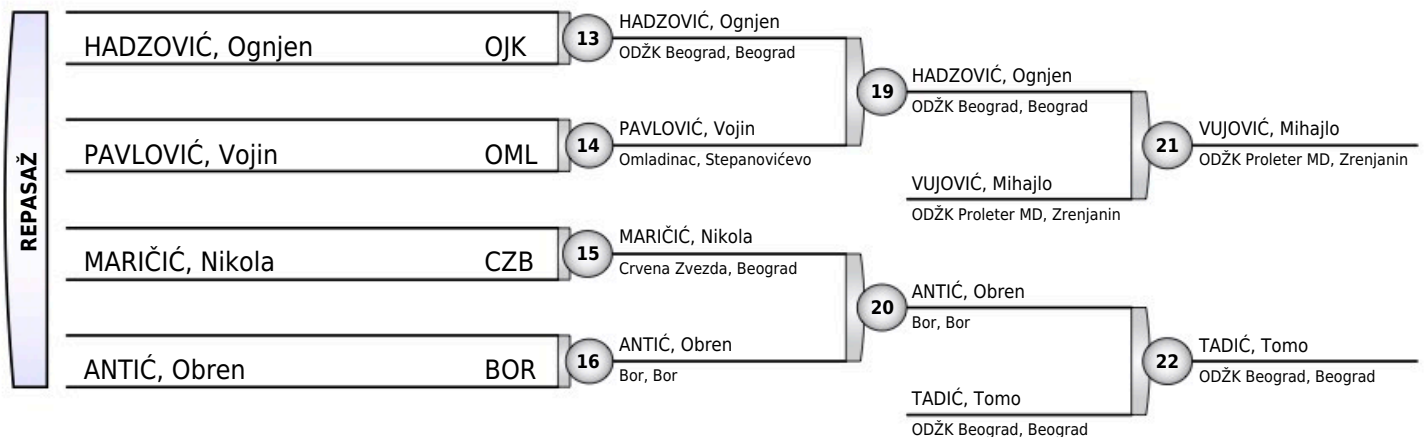 REPASAŽ
HADZOVIĆ, Ognjen OJK
PAVLOVIĆ, Vojin OML
MARIČIĆ, Nikola CZB
ANTIĆ, Obren BOR
13
HADZOVIĆ, Ognjen
ODŽK Beograd, Beograd
14
PAVLOVIĆ, Vojin
Omladinac, Stepanovićevo
15
MARIČIĆ, Nikola
Crvena Zvezda, Beograd
16
ANTIĆ, Obren
Bor, Bor
19
HADZOVIĆ, Ognjen
ODŽK Beograd, Beograd
VUJOVIĆ, Mihajlo
ODŽK Proleter MD, Zrenjanin
20
ANTIĆ, Obren
Bor, Bor
TADIĆ, Tomo
ODŽK Beograd, Beograd
21
VUJOVIĆ, Mihajlo
ODŽK Proleter MD, Zrenjanin
22
TADIĆ, Tomo
ODŽK Beograd, Beograd